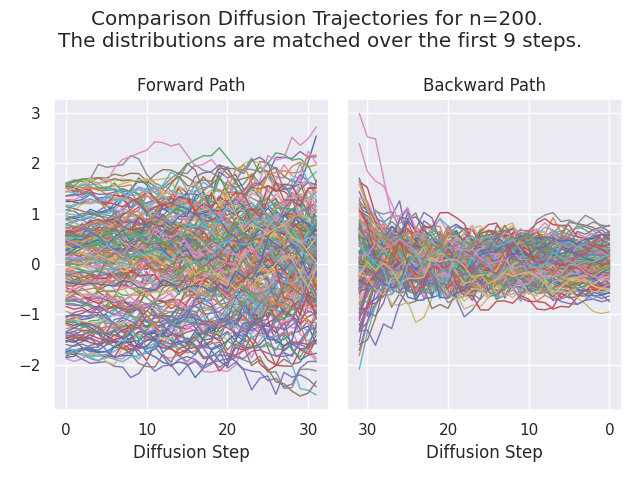 Comparison Diffusion Trajectories for n=200.
The distributions are matched over the first 9 steps.
Forward Path
Backward Path
3
2
1
0
−1
−2
0 10 20 30
30 20 10 0
Diffusion Step
Diffusion Step